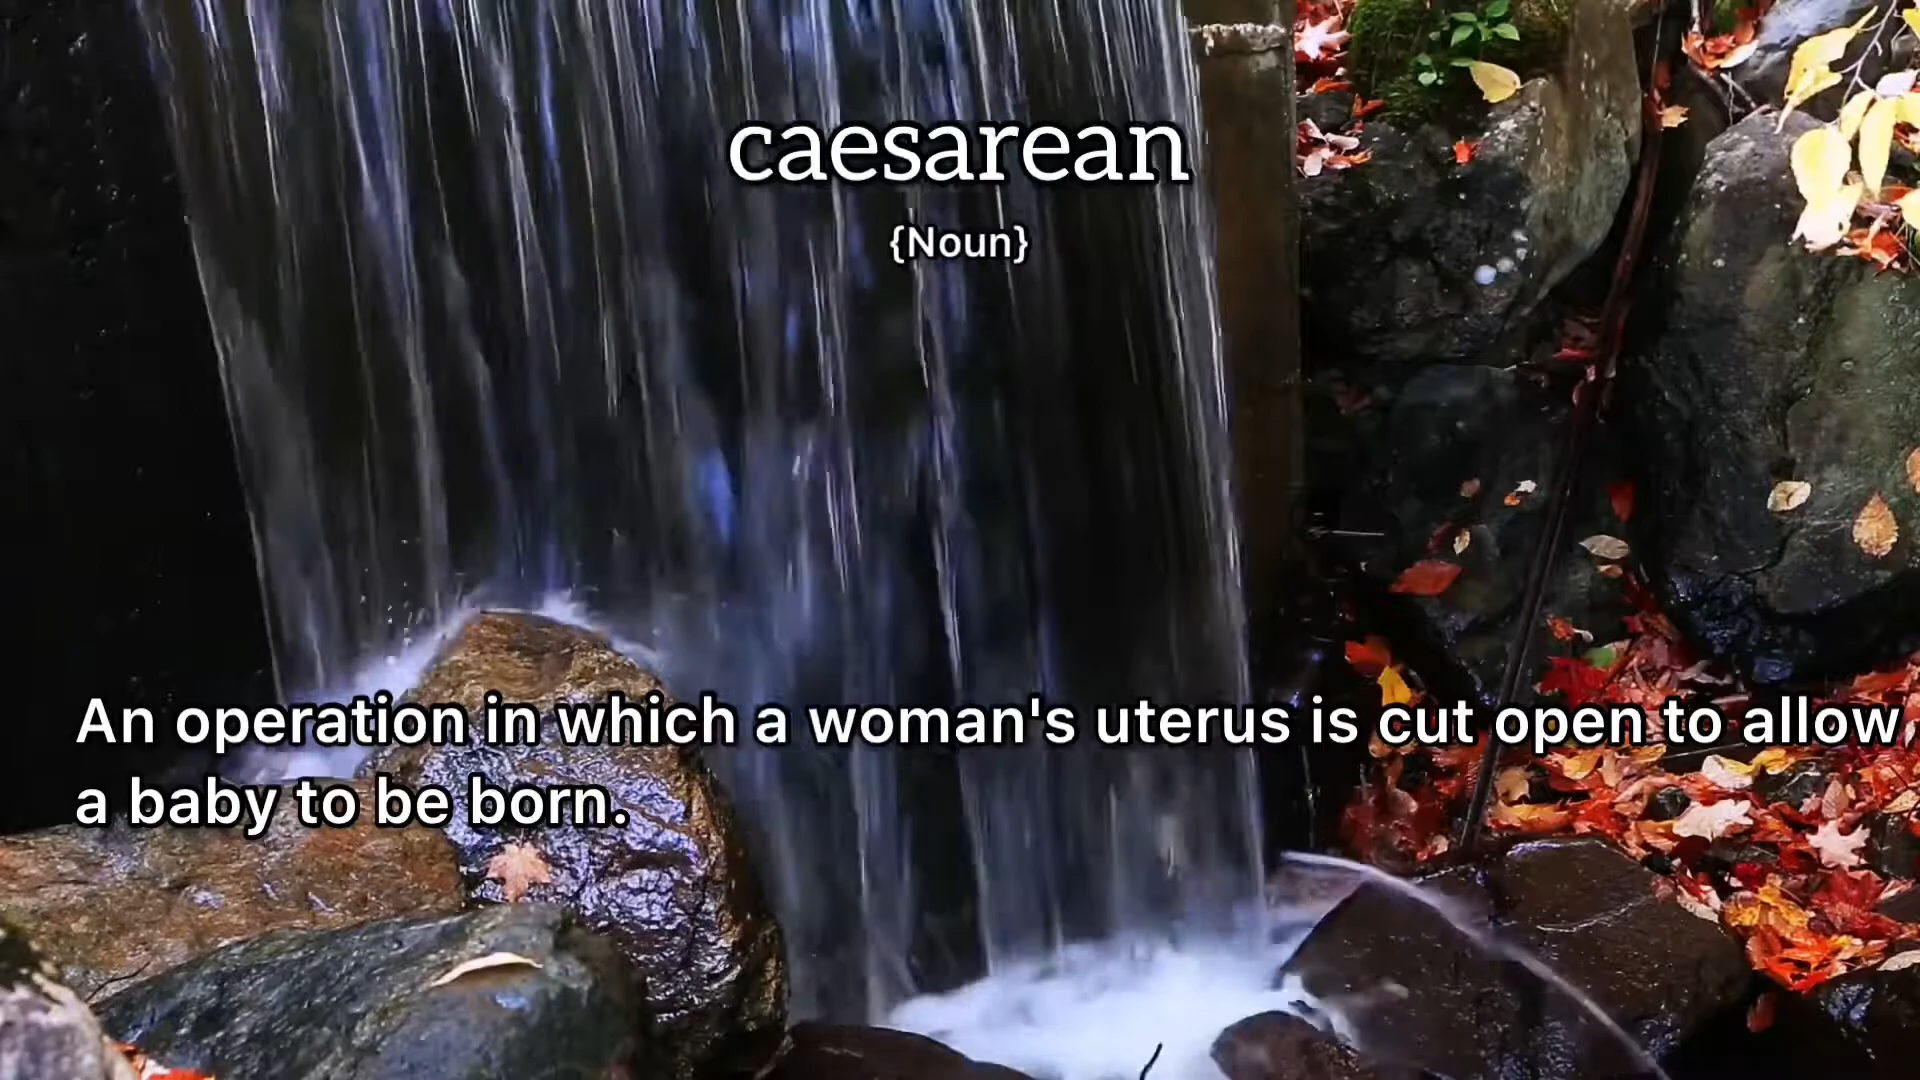 caesarean
{Noun}
An operation in which a woman's uterus is cut open to allow
a baby to be born.